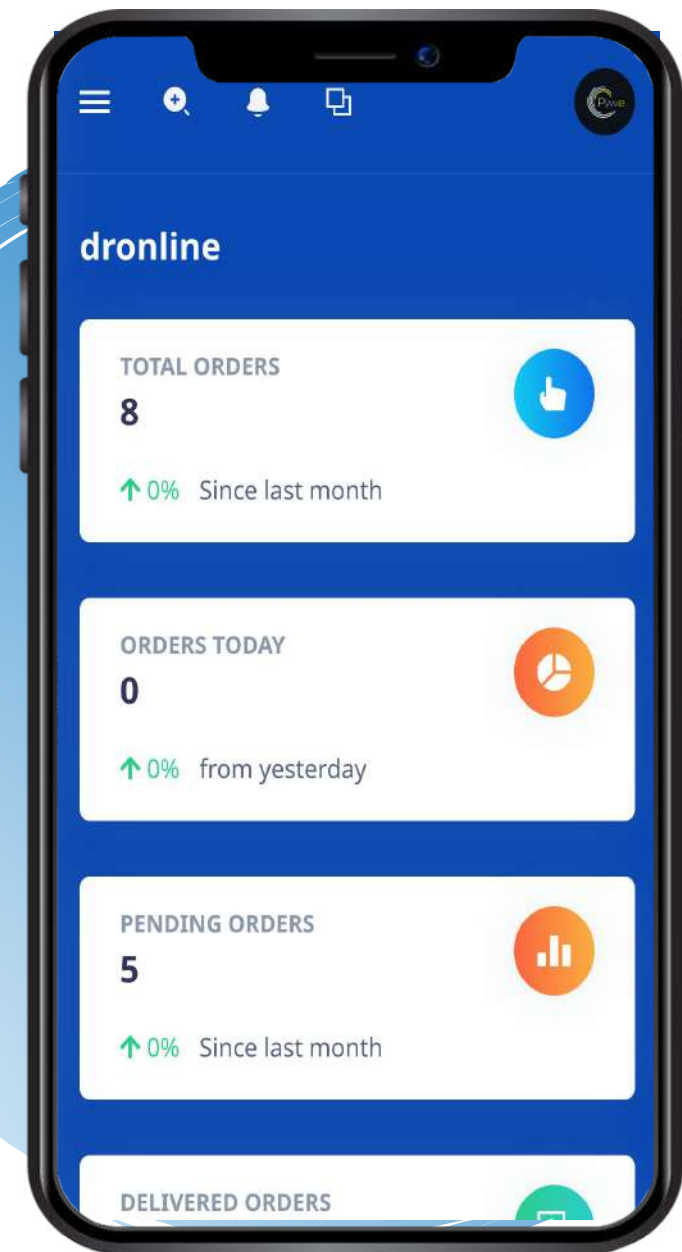 Pywe
dronline
TOTAL ORDERS
8
0% Since last month
ORDERS TODAY
0
0% from yesterday
PENDING ORDERS
5
0% Since last month
DELIVERED ORDERS